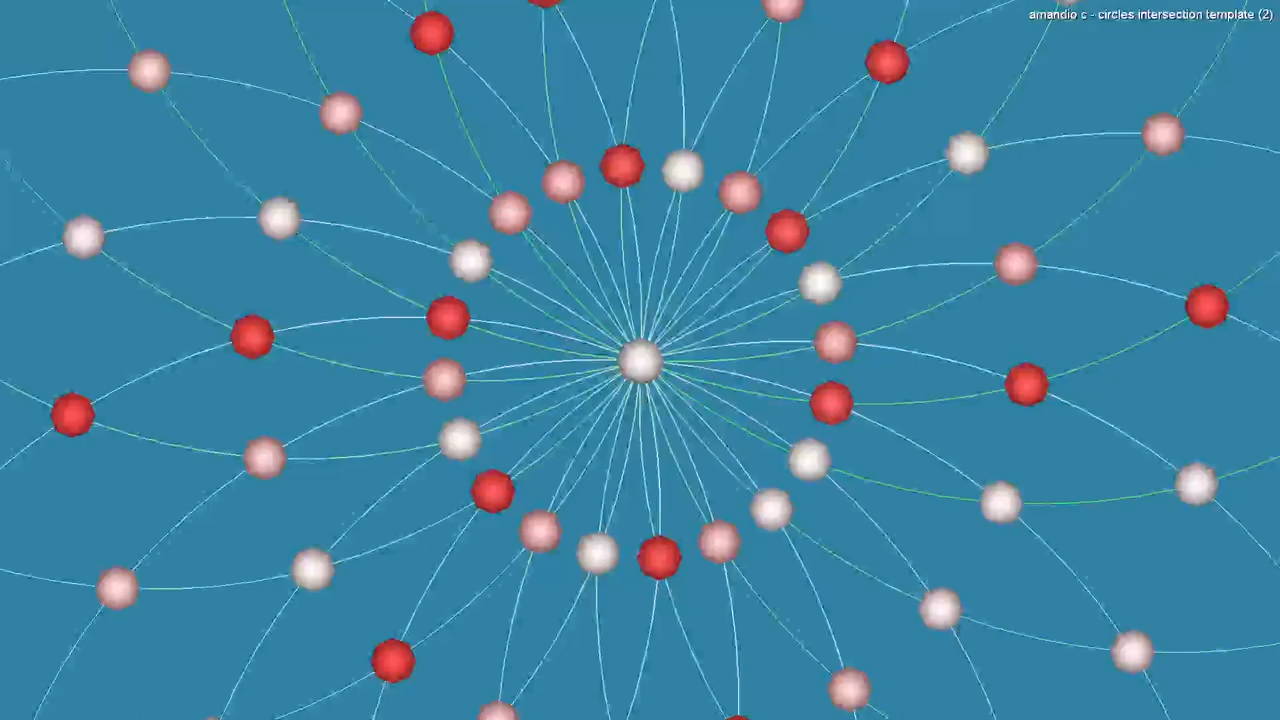 amandio c - circles intersection template (2)